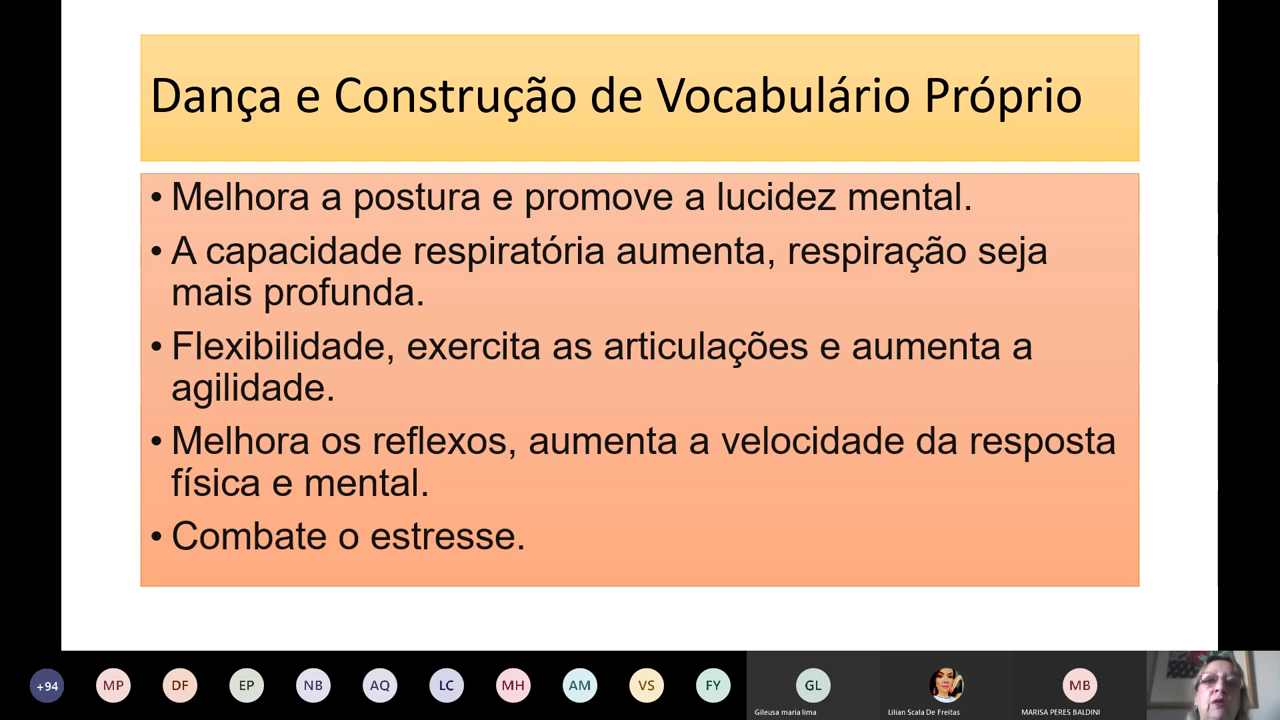 Dança e Construção de Vocabulário Próprio
• Melhora a postura e promove a lucidez mental.
• A capacidade respiratória aumenta, respiração seja
mais profunda.
• Flexibilidade, exercita as articulações e aumenta a
agilidade.
• Melhora os reflexos, aumenta a velocidade da resposta
física e mental.
• Combate o estresse.
+94 MP DF EP NB AQ LC MH AM VS FY GL MB
Gileusa maria lima Lilian Scala De Freitas MARISA PERES BALDINI